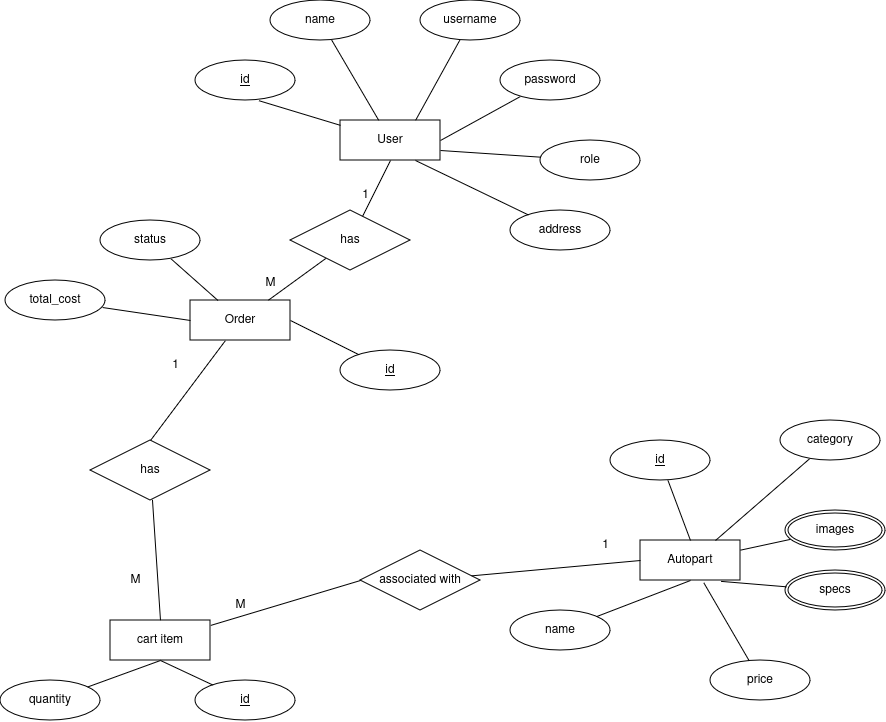 name
username
id
password
User
role
1
address
status
has
M
total_cost
Order
1
id
category
id
has
images
1
Autopart
M
associated with
specs
M
name
cart item
price
quantity
id